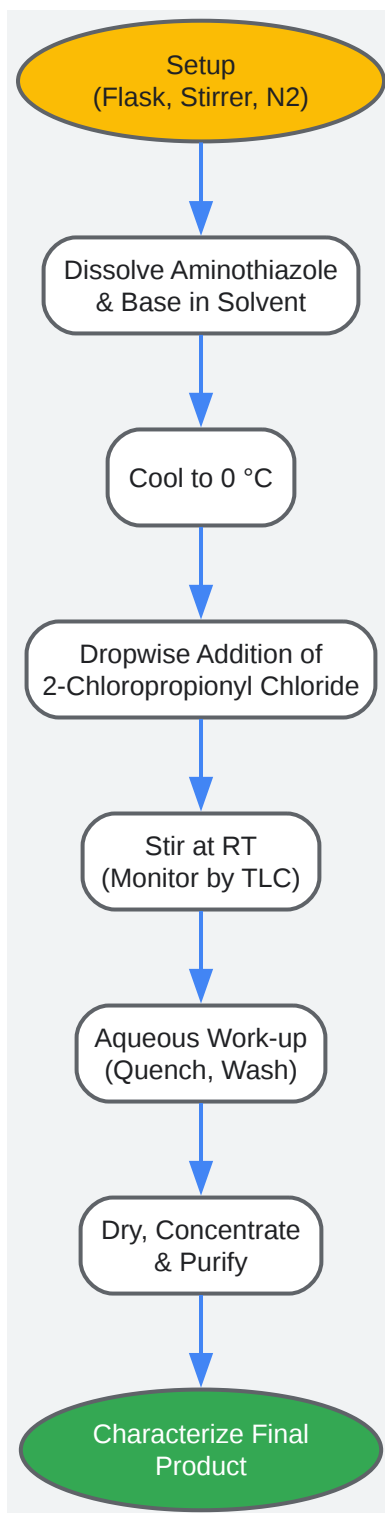 Setup
(Flask, Stirrer, N2)
Dissolve Aminothiazole
& Base in Solvent
Cool to 0 °C
Dropwise Addition of
2-Chloropropionyl Chloride
Stir at RT
(Monitor by TLC)
Aqueous Work-up
(Quench, Wash)
Dry, Concentrate
& Purify
Characterize Final
Product